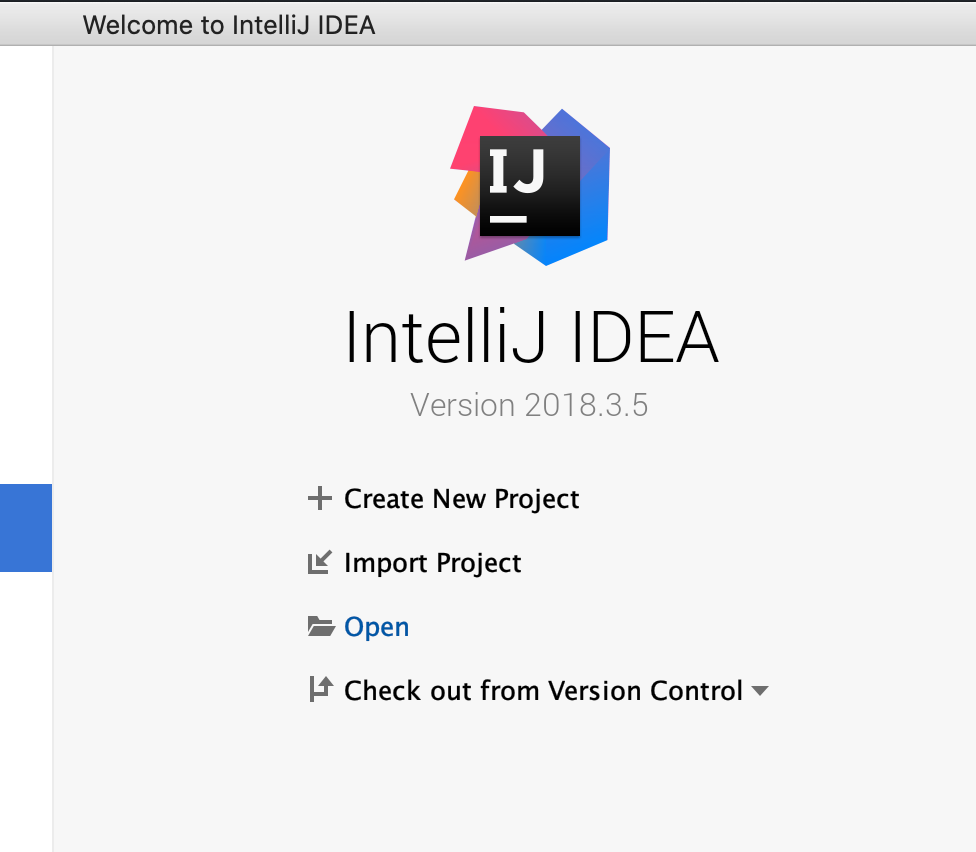 Welcome to IntelliJ IDEA
IJ
IntelliJ IDEA
Version 2018.3.5
Create New Project
Import Project
Open
Check out from Version Control